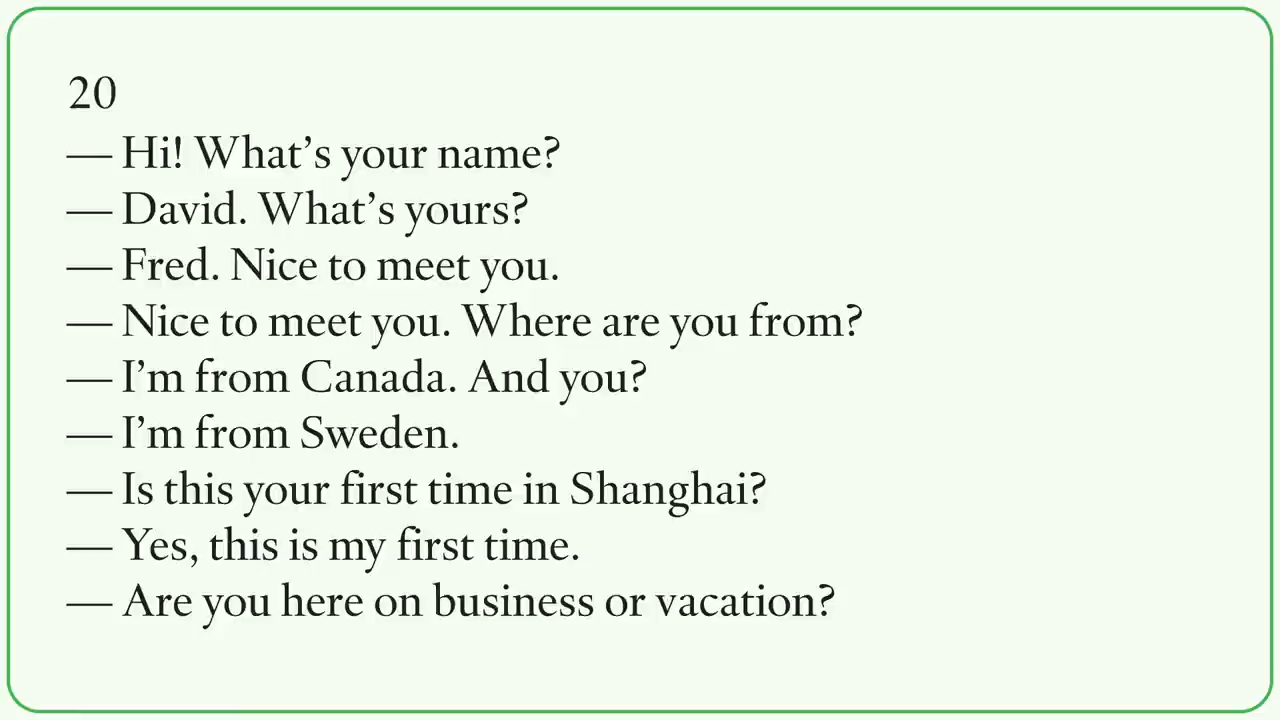 20
— Hi! What’s your name?
— David. What’s yours?
— Fred. Nice to meet you.
— Nice to meet you. Where are you from?
— I’m from Canada. And you?
— I’m from Sweden.
— Is this your first time in Shanghai?
— Yes, this is my first time.
— Are you here on business or vacation?